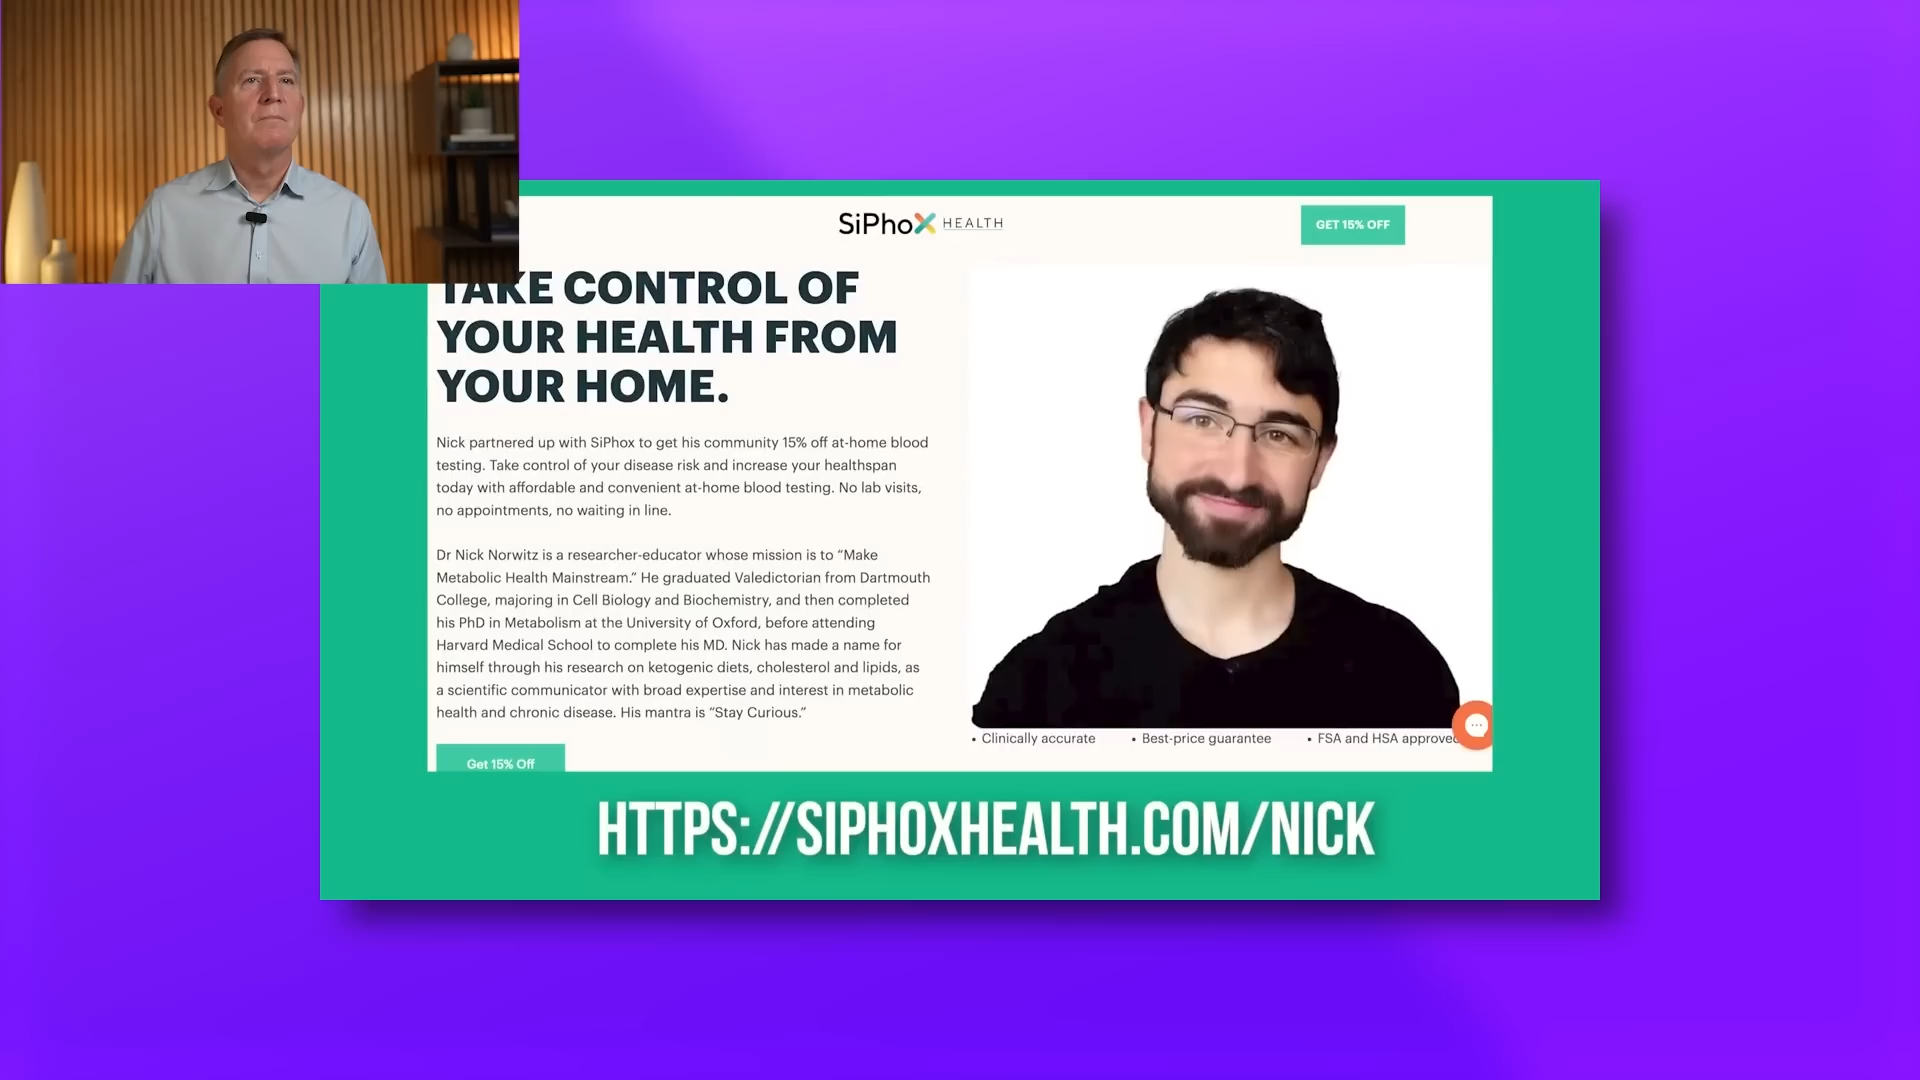 SiPhox HEALTH
GET 15% OFF
TAKE CONTROL OF
YOUR HEALTH FROM
YOUR HOME.
Nick partnered up with SiPhox to get his community 15% off at-home blood
testing. Take control of your disease risk and increase your healthspan
today with affordable and convenient at-home blood testing. No lab visits,
no appointments, no waiting in line.
Dr Nick Norwitz is a researcher-educator whose mission is to “Make
Metabolic Health Mainstream.” He graduated Valedictorian from Dartmouth
College, majoring in Cell Biology and Biochemistry, and then completed
his PhD in Metabolism at the University of Oxford, before attending
Harvard Medical School to complete his MD. Nick has made a name for
himself through his research on ketogenic diets, cholesterol and lipids, as
a scientific communicator with broad expertise and interest in metabolic
health and chronic disease. His mantra is “Stay Curious.”
Get 15% Off
• Clinically accurate • Best-price guarantee • FSA and HSA approved
HTTPS://SIPHOXHEALTH.COM/NICK